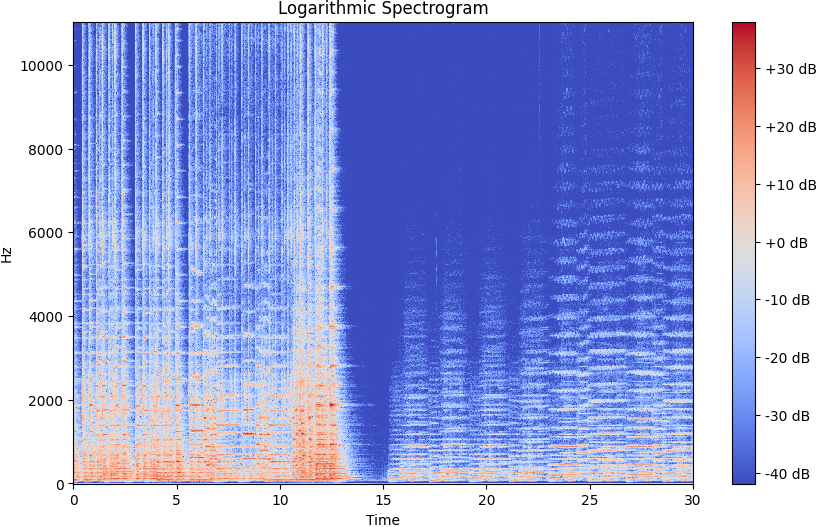 Logarithmic Spectrogram
10000
8000
6000
4000
2000
0
Hz
0 5 10 15 20 25 30
Time
+30 dB
+20 dB
+10 dB
+0 dB
-10 dB
-20 dB
-30 dB
-40 dB